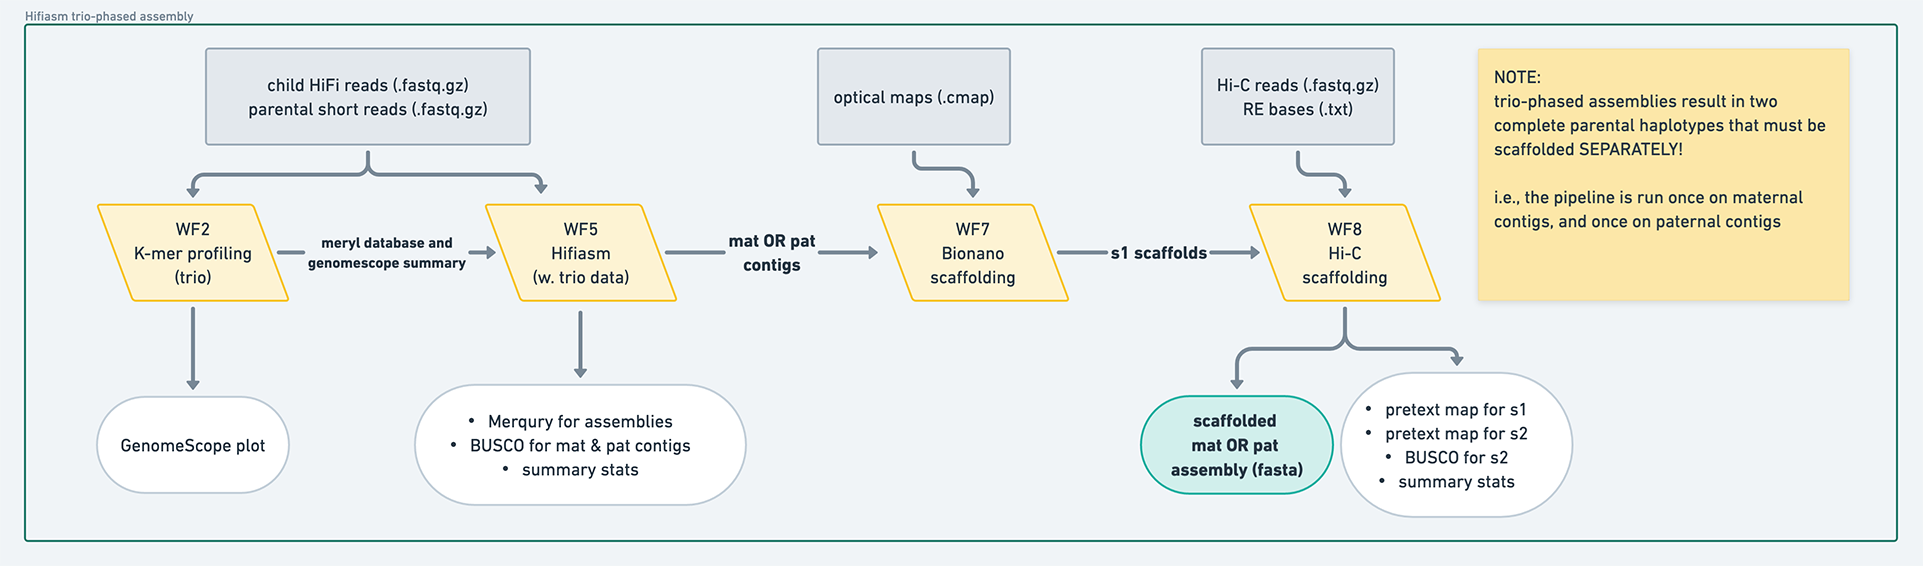 Hifiasm trio-phased assembly
child HiFi reads (.fastq.gz)
parental short reads (.fastq.gz)
optical maps (.cmap)
Hi-C reads (.fastq.gz)
RE bases (.txt)
NOTE:
trio-phased assemblies result in two
complete parental haplotypes that must be
scaffolded SEPARATELY!
i.e., the pipeline is run once on maternal
contigs, and once on paternal contigs
WF2
K-mer profiling
(trio)
meryl database and
genomescope summary
WF5
Hifiasm
(w. trio data)
mat OR pat
contigs
WF7
Bionano
scaffolding
s1 scaffolds
WF8
Hi-C
scaffolding
GenomeScope plot
• Merqury for assemblies
• BUSCO for mat & pat contigs
• summary stats
scaffolded
mat OR pat
assembly (fasta)
• pretext map for s1
• pretext map for s2
• BUSCO for s2
• summary stats